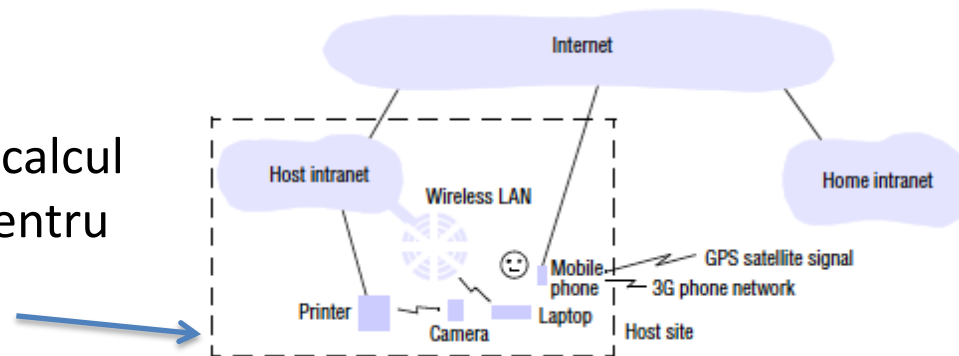 calcul
entru
Internet
Host intranet
Wireless LAN
Home intranet
Mobile
phone
GPS satellite signal
3G phone network
Printer
Camera
Laptop
Host site